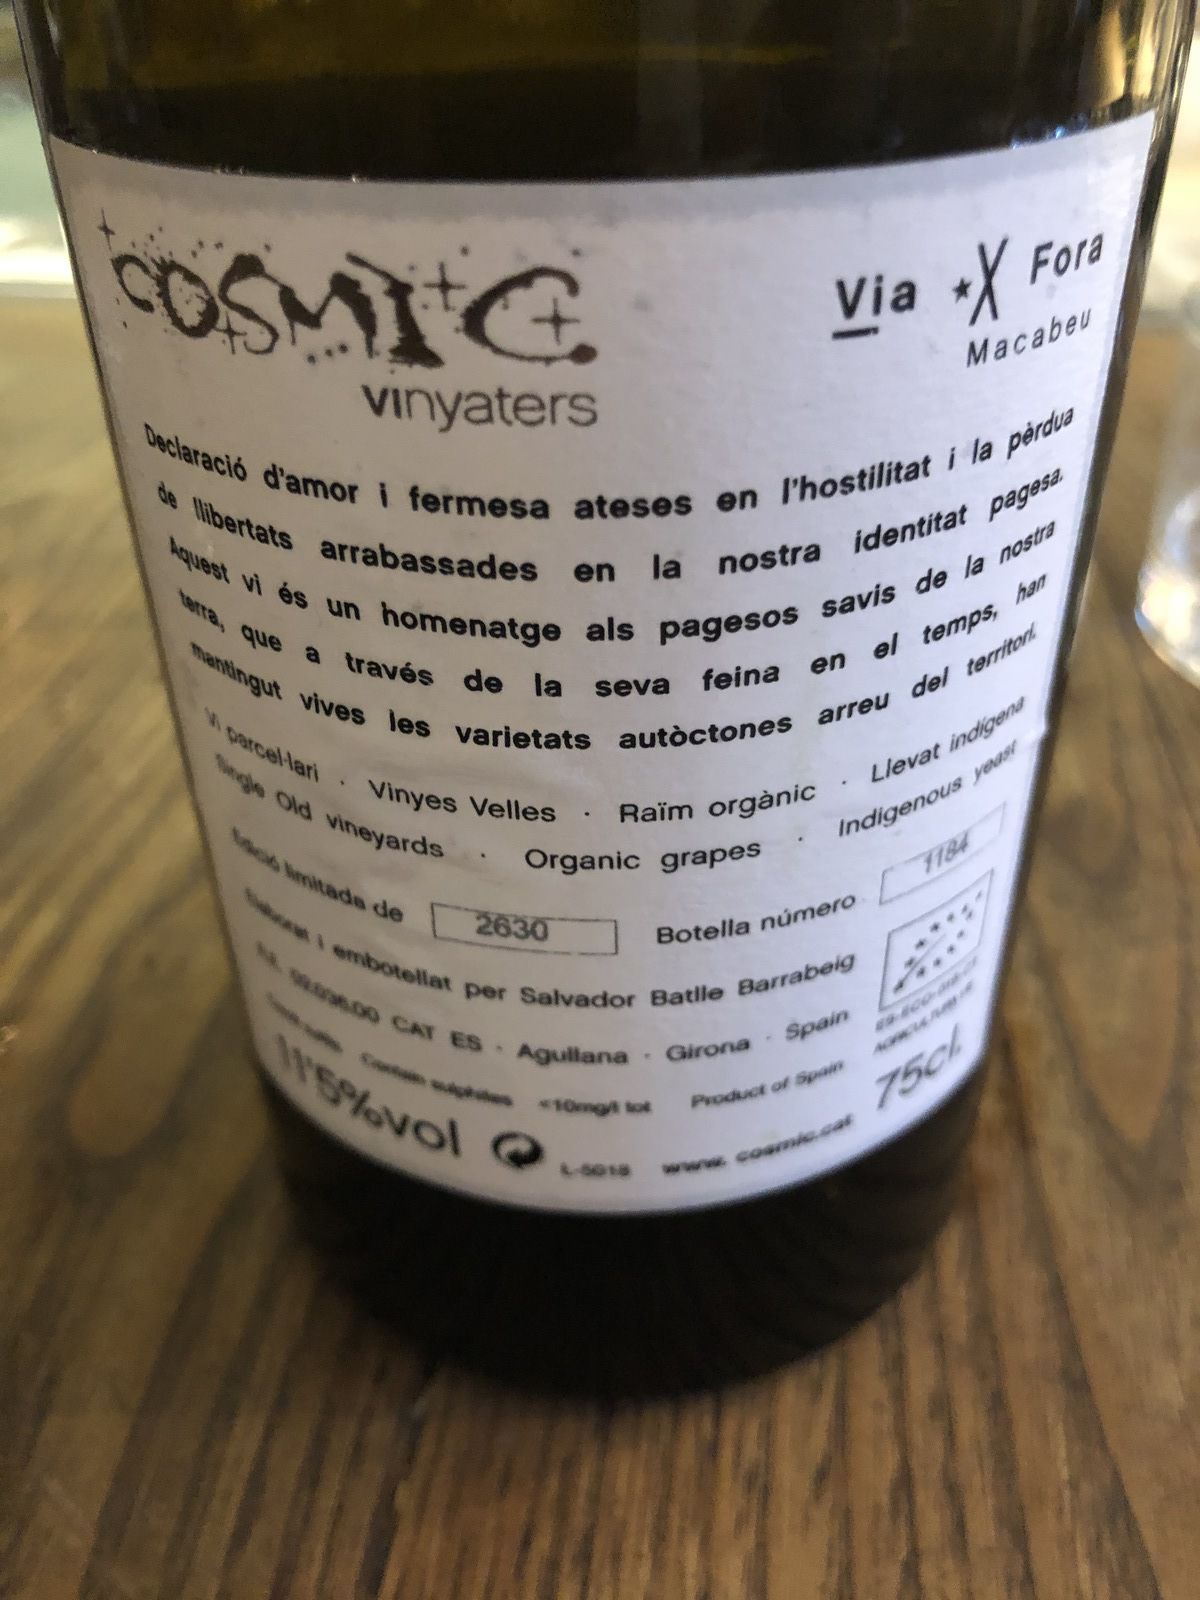 COSMIC
vinyaters
Via X Fora
Macabeu
Declaració d'amor i fermesa ateses en l'hostilitat i la pèrdua
de llibertats arrabassades en la nostra identitat pagesa.
Aquest vi és un homenatge als pagesos savis de la nostra
terra, que a través de la seva feina en el temps, han
mantingut vives les varietats autòctones arreu del territori.
Vi parcel·lari · Vinyes Velles · Raïm orgànic · Llevat indígena
Single Old vineyards · Organic grapes · Indigenous yeast
Edició limitada de 2630 Botella número 1184
Elaborat i embotellat per Salvador Batlle Barrabeig
CAT ES · Agullana · Girona · Spain
Contain sulphites <10mg/l tot Product of Spain
11'5%vol L-5018 www.cosmic.cat 75cl.